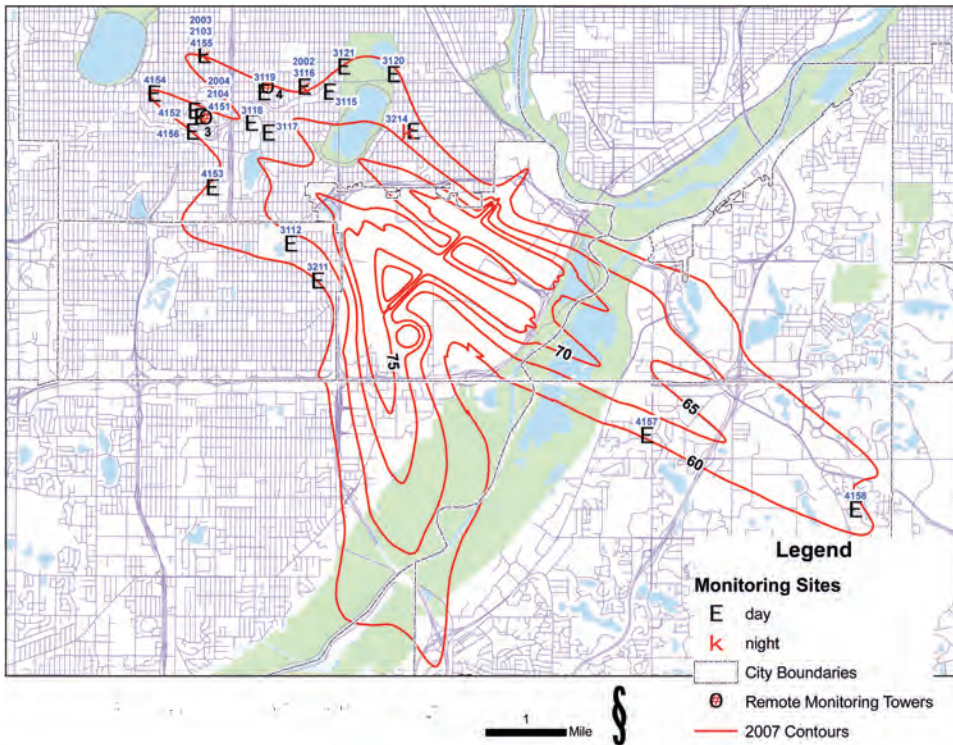 2003
2103
4155
E
3121
E
3120
E
2002
3116
E
3119
E 4
3115
E
4154
E
2004
2104
4151
4152
E
3
4156
E
3118
E
3117
E
3214
k E
4153
E
3112
E
3211
E
75
70
65
60
4157
E
4158
E
Legend
Monitoring Sites
E day
k night
City Boundaries
Remote Monitoring Towers
2007 Contours
1
Mile
§